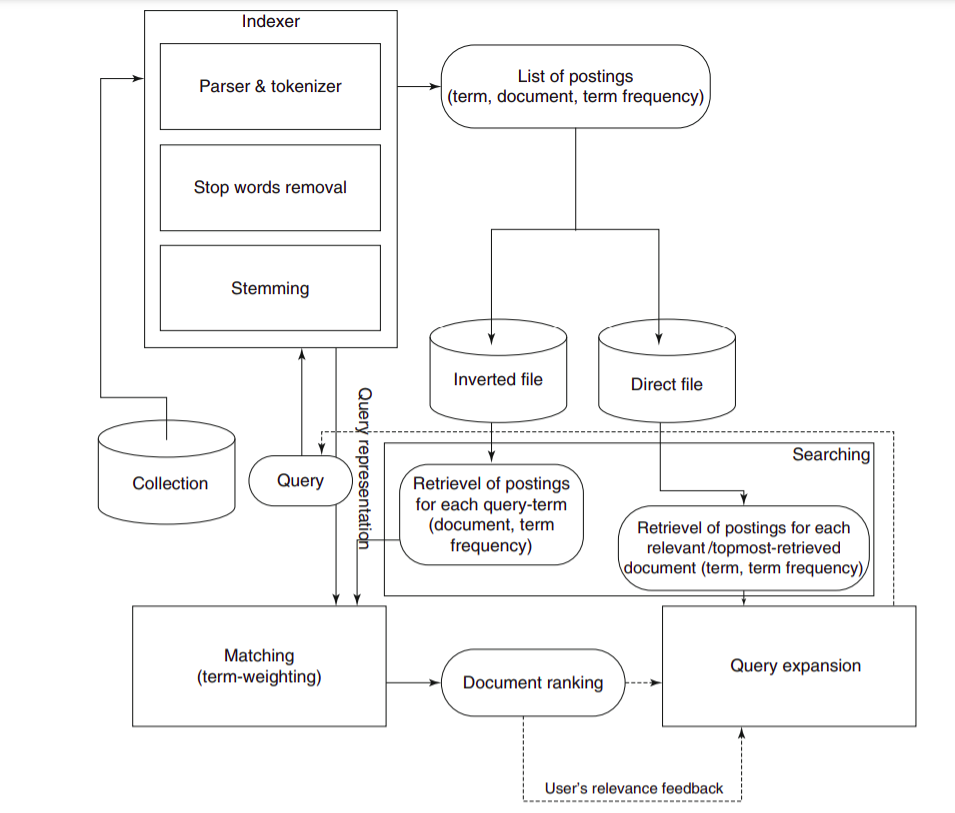 Indexer
Parser & tokenizer
Stop words removal
Stemming
List of postings
(term, document, term frequency)
Inverted file
Direct file
Collection
Query
Query representation
Searching
Retrievel of postings
for each query-term
(document, term
frequency)
Retrievel of postings for each
relevant/topmost-retrieved
document (term, term frequency)
Matching
(term-weighting)
Document ranking
Query expansion
User's relevance feedback